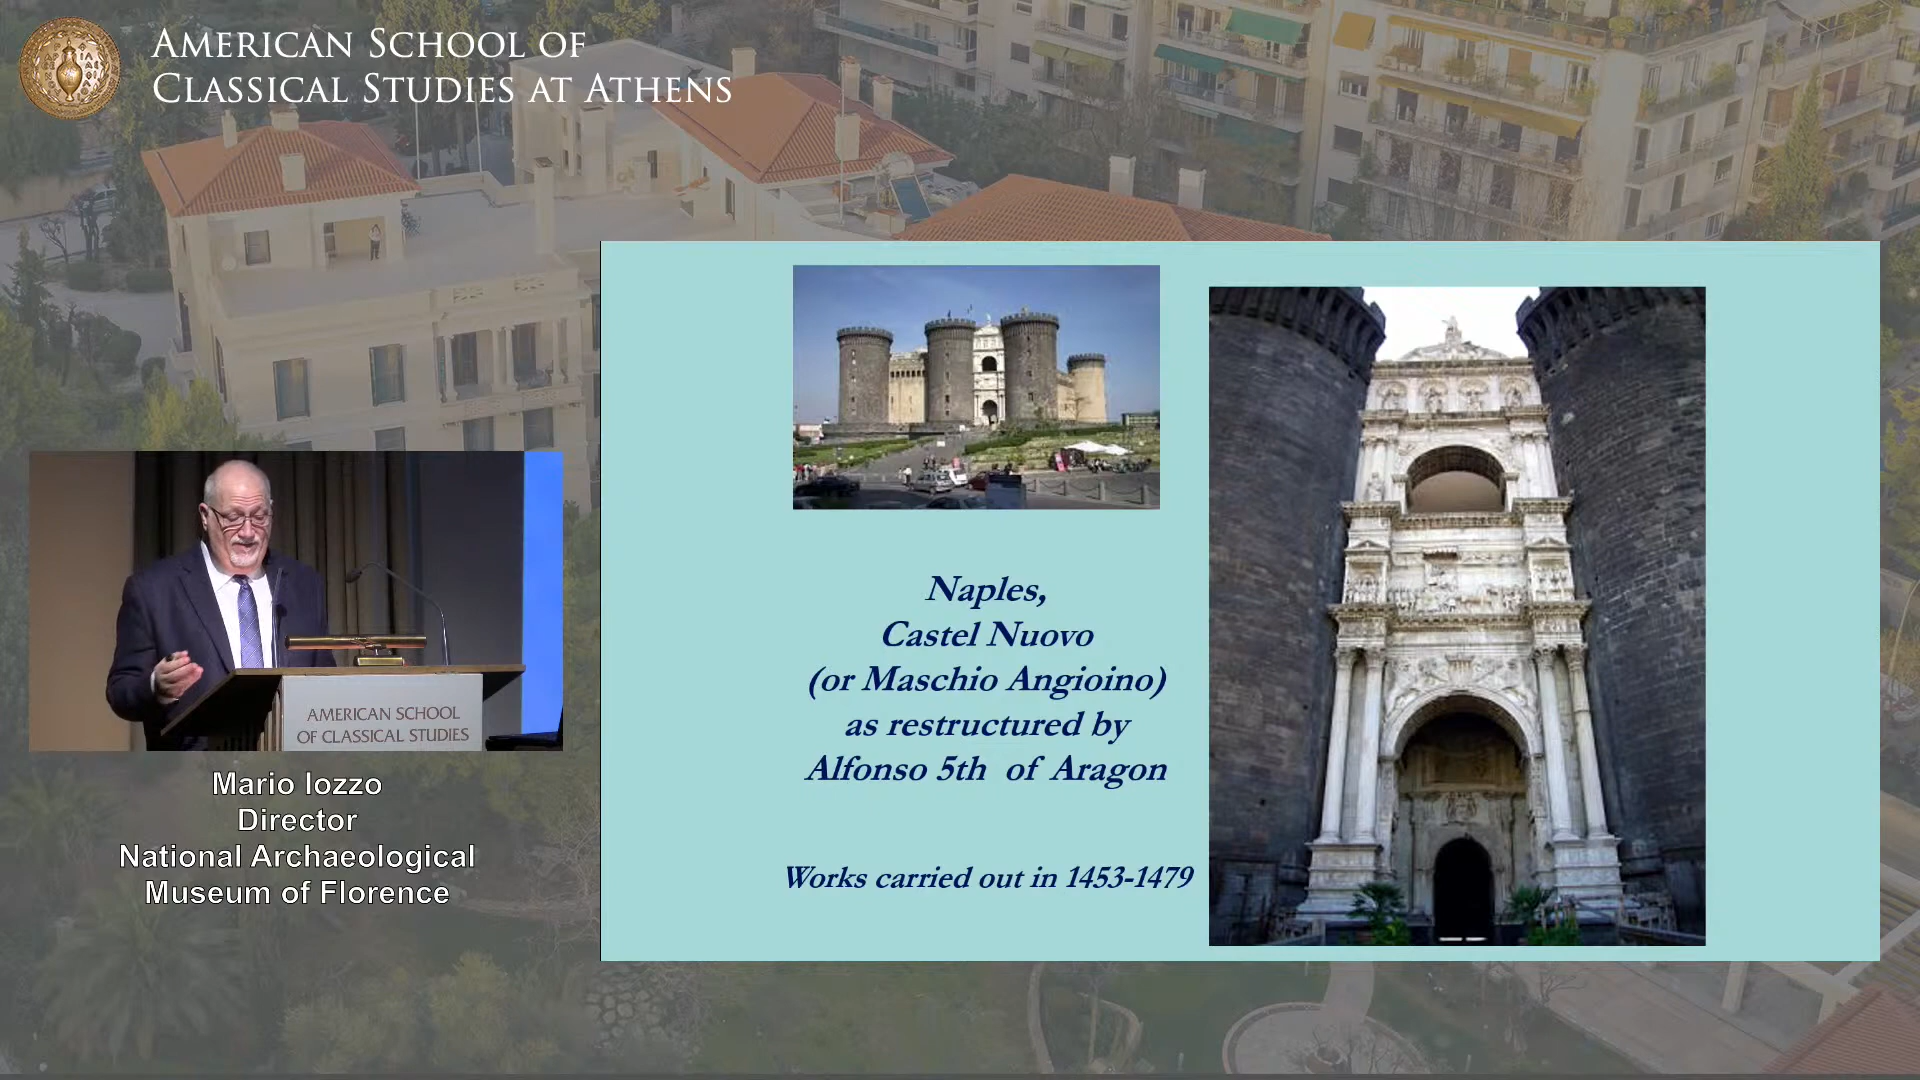 AMERICAN SCHOOL OF
CLASSICAL STUDIES AT ATHENS
Naples,
Castel Nuovo
(or Maschio Angioino)
as restructured by
Alfonso 5th of Aragon
Works carried out in 1453-1479
AMERICAN SCHOOL
OF CLASSICAL STUDIES
Mario Iozzo
Director
National Archaeological
Museum of Florence